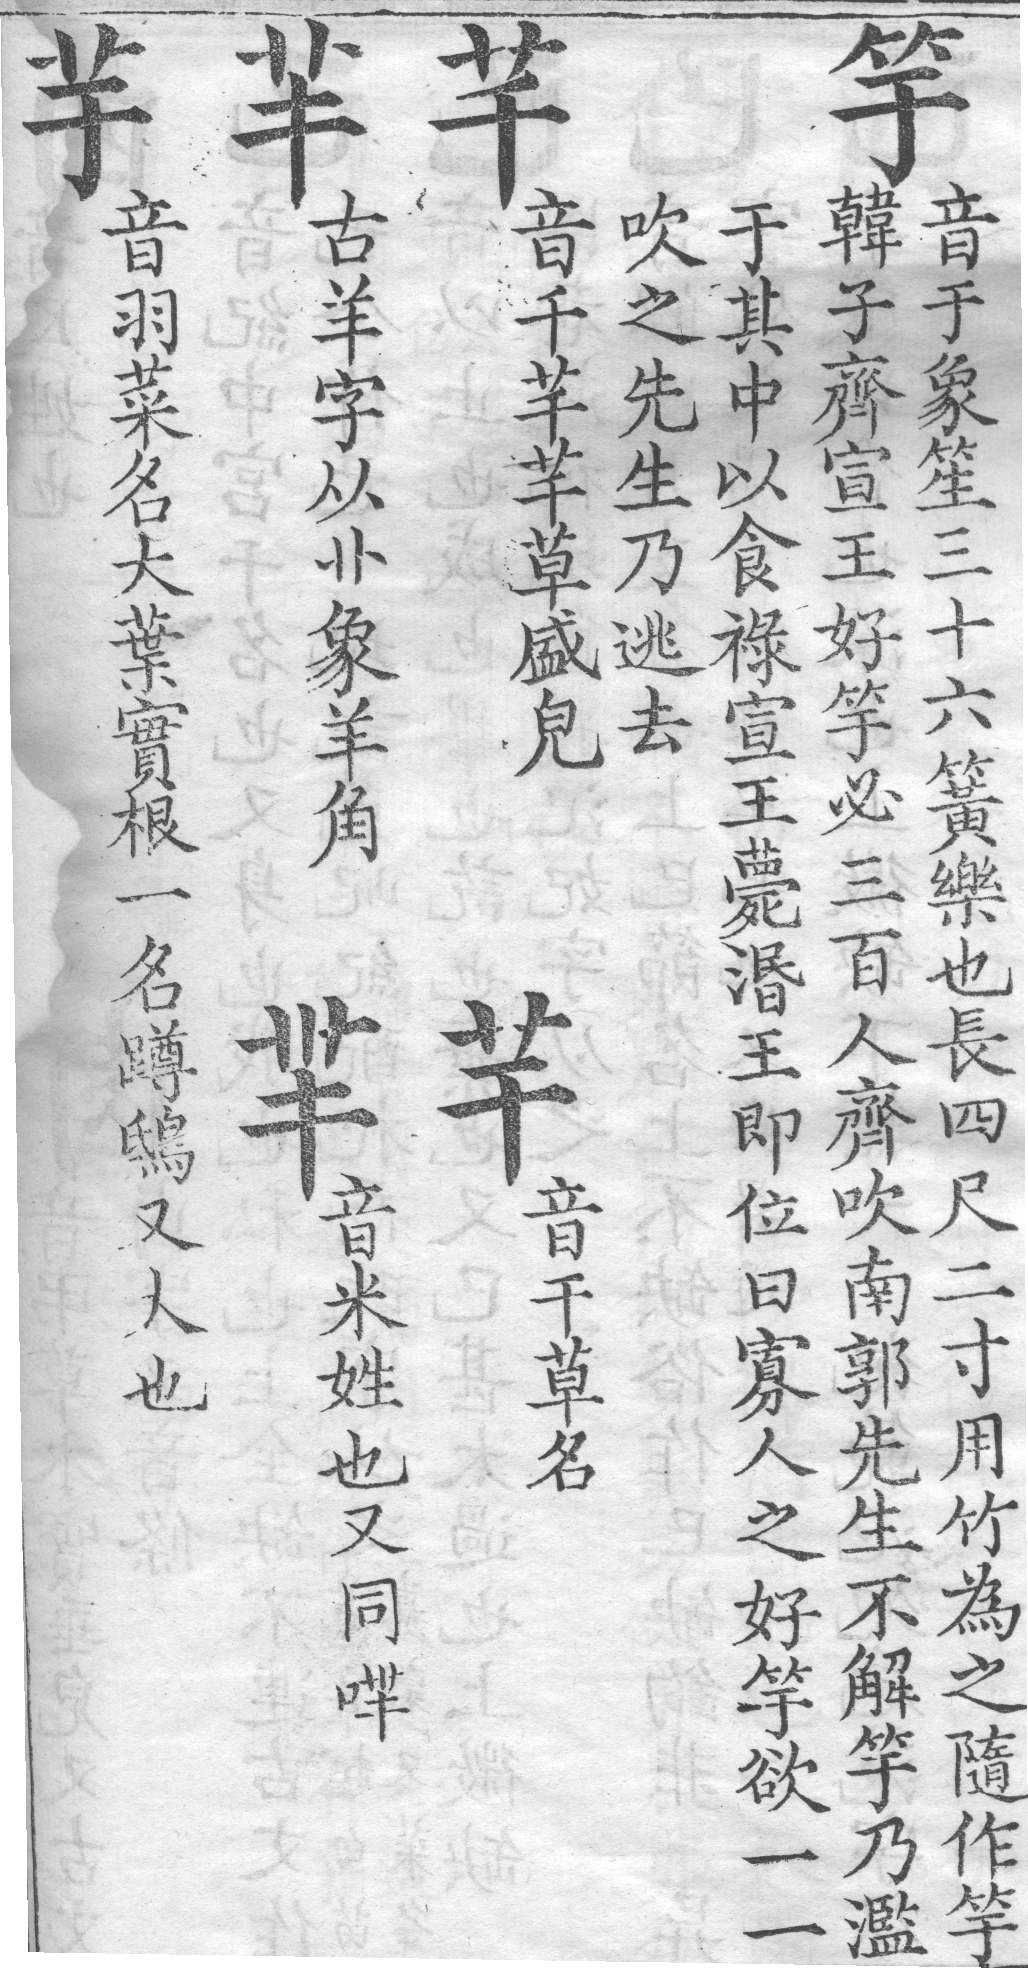 竽
音于象笙三十六簧樂也長四尺二寸用竹為之隨作竽
韓子齊宣王好竽必三百人齊吹南郭先生不解竽乃濫
于其中以食祿宣王薨湣王即位曰寡人之好竽欲一一
吹之先生乃逃去
芊
音千芊芊草盛皃
芉
音干草名
芈
古羊字从丱象羊角
羋
音米姓也又同哶
芋
音羽菜名大葉實根一名蹲鴟又人也